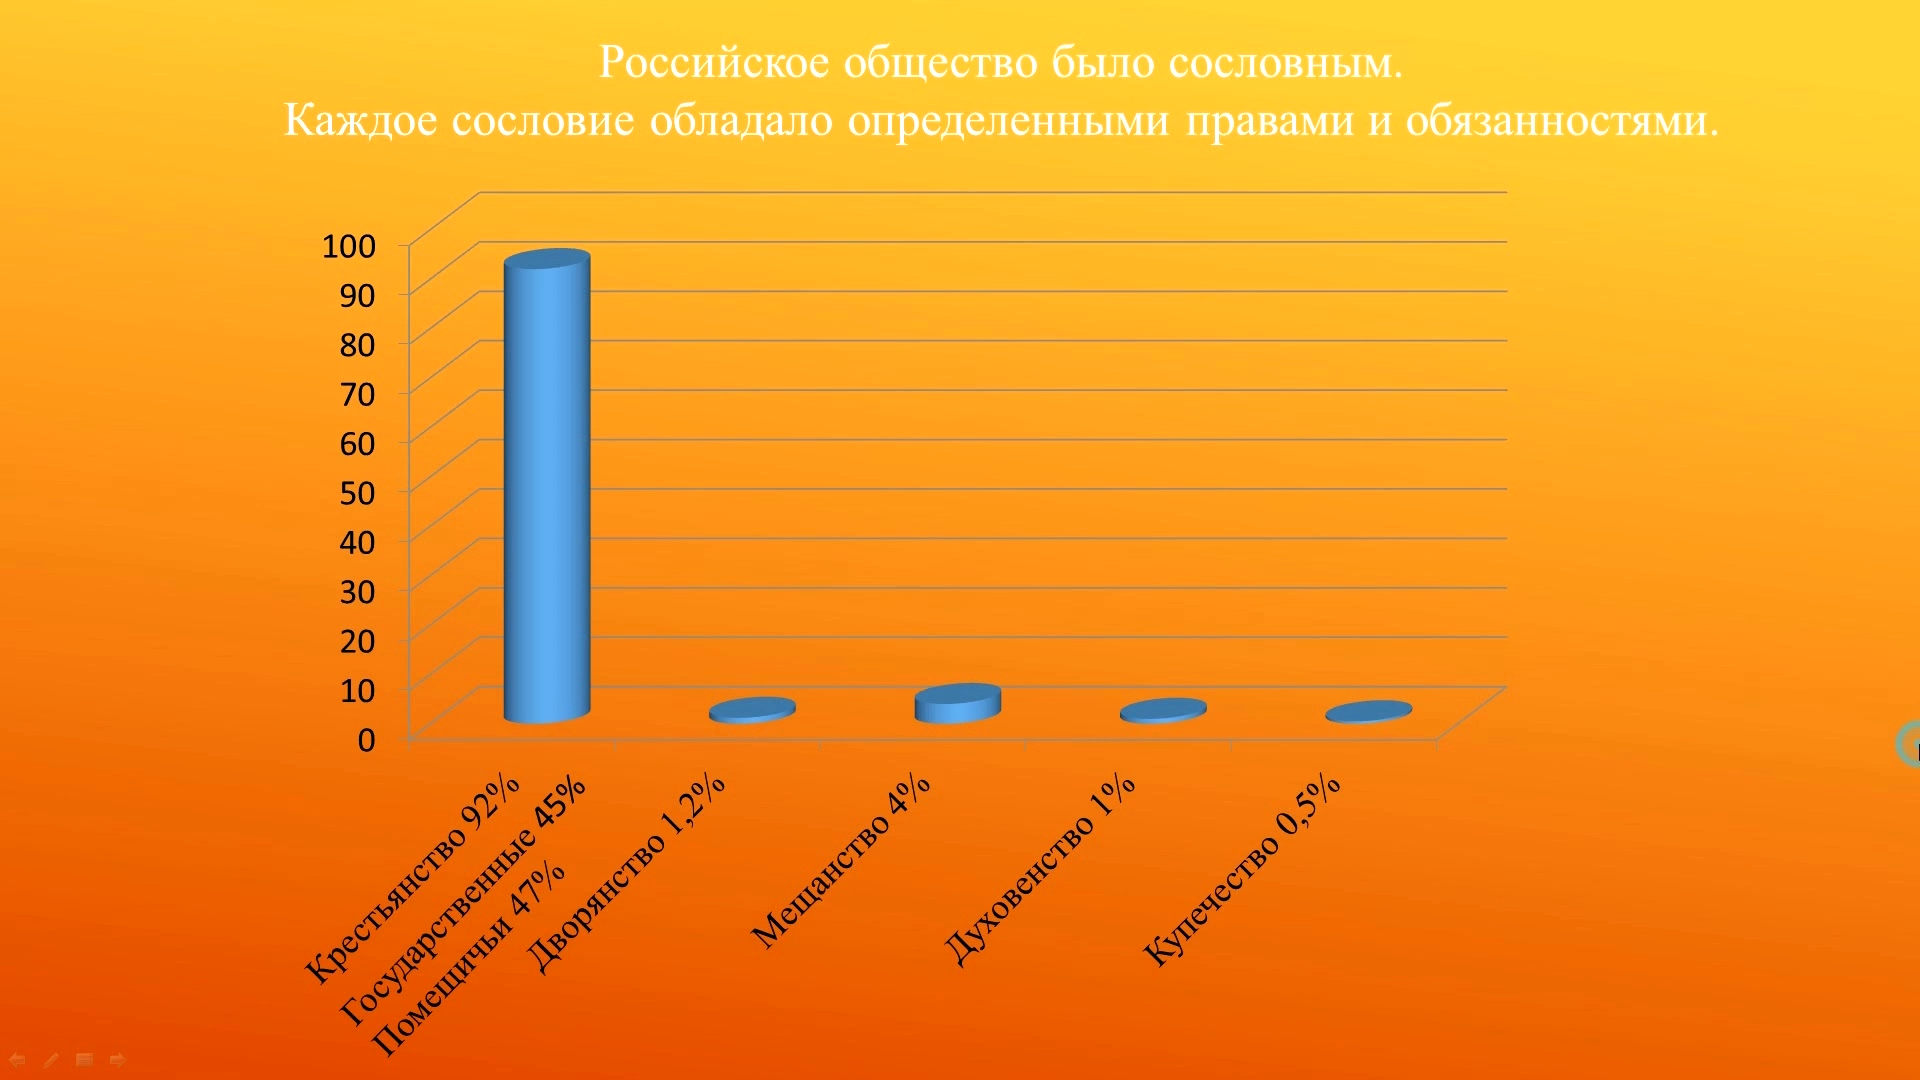 Российское общество было сословным.
Каждое сословие обладало определенными правами и обязанностями.
100
90
80
70
60
50
40
30
20
10
0
Крестьянство 92%
Государственные 45%
Помещичьи 47%
Дворянство 1,2%
Мещанство 4%
Духовенство 1%
Купечество 0,5%